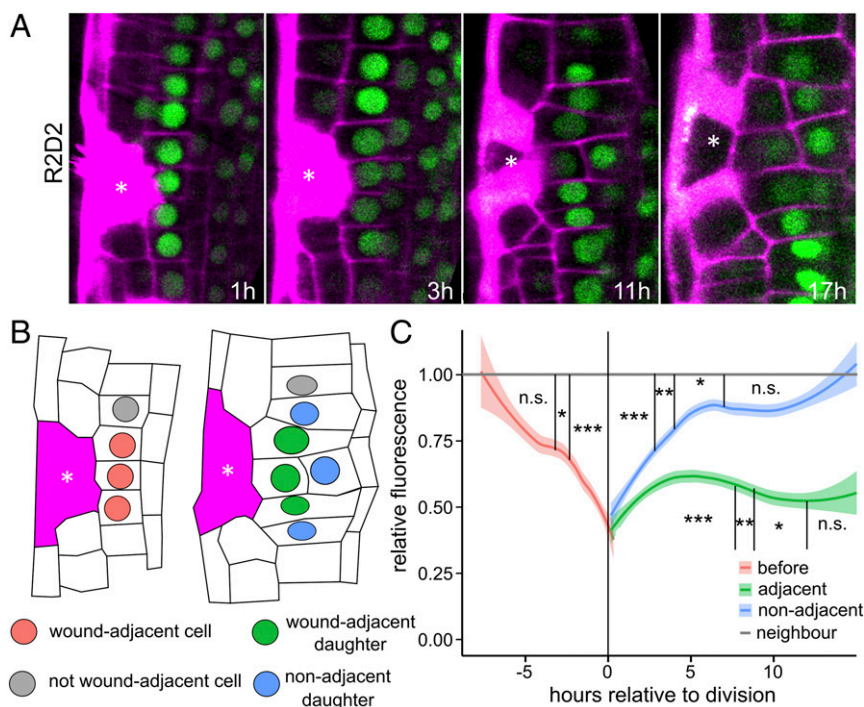 A
R2D2
*
1h
*
3h
*
11h
*
17h
B
*
*
wound-adjacent cell
wound-adjacent
daughter
not wound-adjacent cell
non-adjacent
daughter
C
relative fluorescence
1.00
0.75
0.50
0.25
0.00
n.s.
*
***
***
**
*
n.s.
***
**
*
n.s.
before
adjacent
non-adjacent
neighbour
-5
0
5
10
hours relative to division